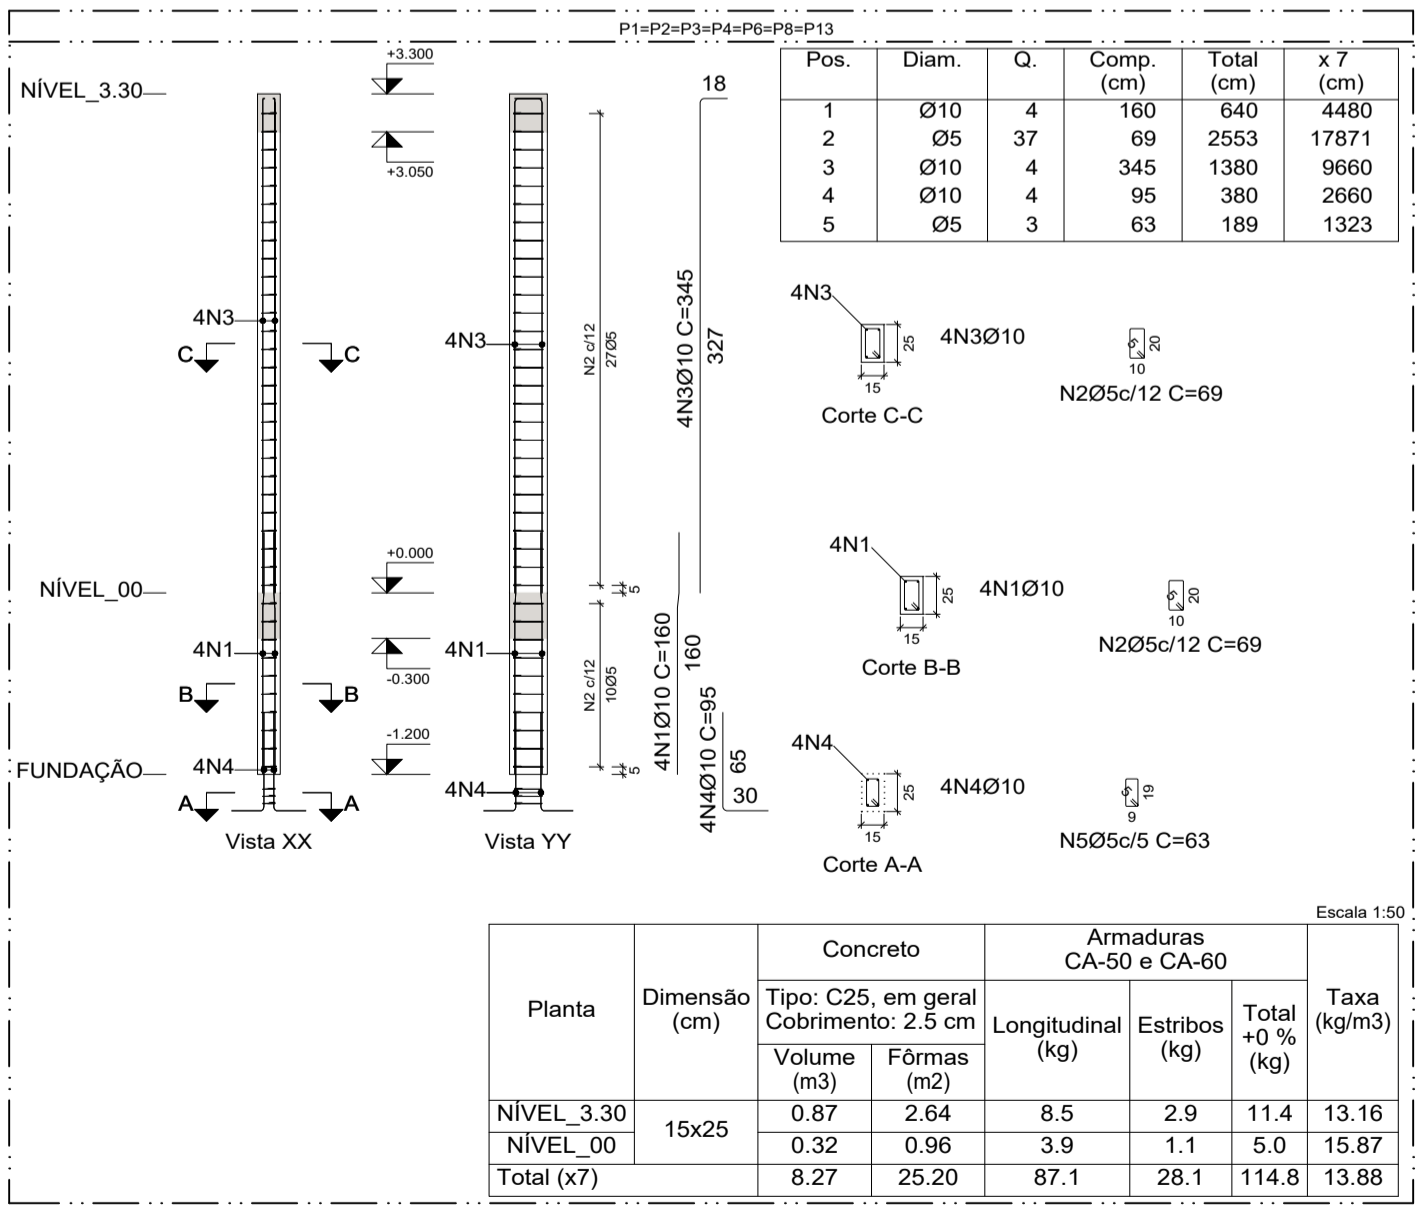 P1=P2=P3=P4=P6=P8=P13
Pos. Diam. Q. Comp. (cm) Total (cm) x 7 (cm)
1 Ø10 4 160 640 4480
2 Ø5 37 69 2553 17871
3 Ø10 4 345 1380 9660
4 Ø10 4 95 380 2660
5 Ø5 3 63 189 1323
NÍVEL_3.30
+3.300
+3.050
18
4N3
C C
4N3
N2 c/12
27Ø5
4N3Ø10 C=345
327
4N3
25
15
4N3Ø10
Corte C-C
5
20
10
N2Ø5c/12 C=69
NÍVEL_00
+0.000
5
4N1
B B
4N1
-0.300
N2 c/12
10Ø5
4N1Ø10 C=160
160
4N1
25
15
4N1Ø10
Corte B-B
5
20
10
N2Ø5c/12 C=69
FUNDAÇÃO
-1.200
5
4N4
A A
4N4
Vista XX
Vista YY
4N4Ø10 C=95
65
30
4N4
25
15
4N4Ø10
Corte A-A
5
19
9
N5Ø5c/5 C=63
Escala 1:50
Planta
Dimensão
(cm)
Concreto
Tipo: C25, em geral
Cobrimento: 2.5 cm
Volume
(m3)
Fôrmas
(m2)
Armaduras
CA-50 e CA-60
Longitudinal
(kg)
Estribos
(kg)
Total
+0 %
(kg)
Taxa
(kg/m3)
NÍVEL_3.30 15x25 0.87 2.64 8.5 2.9 11.4 13.16
NÍVEL_00 0.32 0.96 3.9 1.1 5.0 15.87
Total (x7) 8.27 25.20 87.1 28.1 114.8 13.88